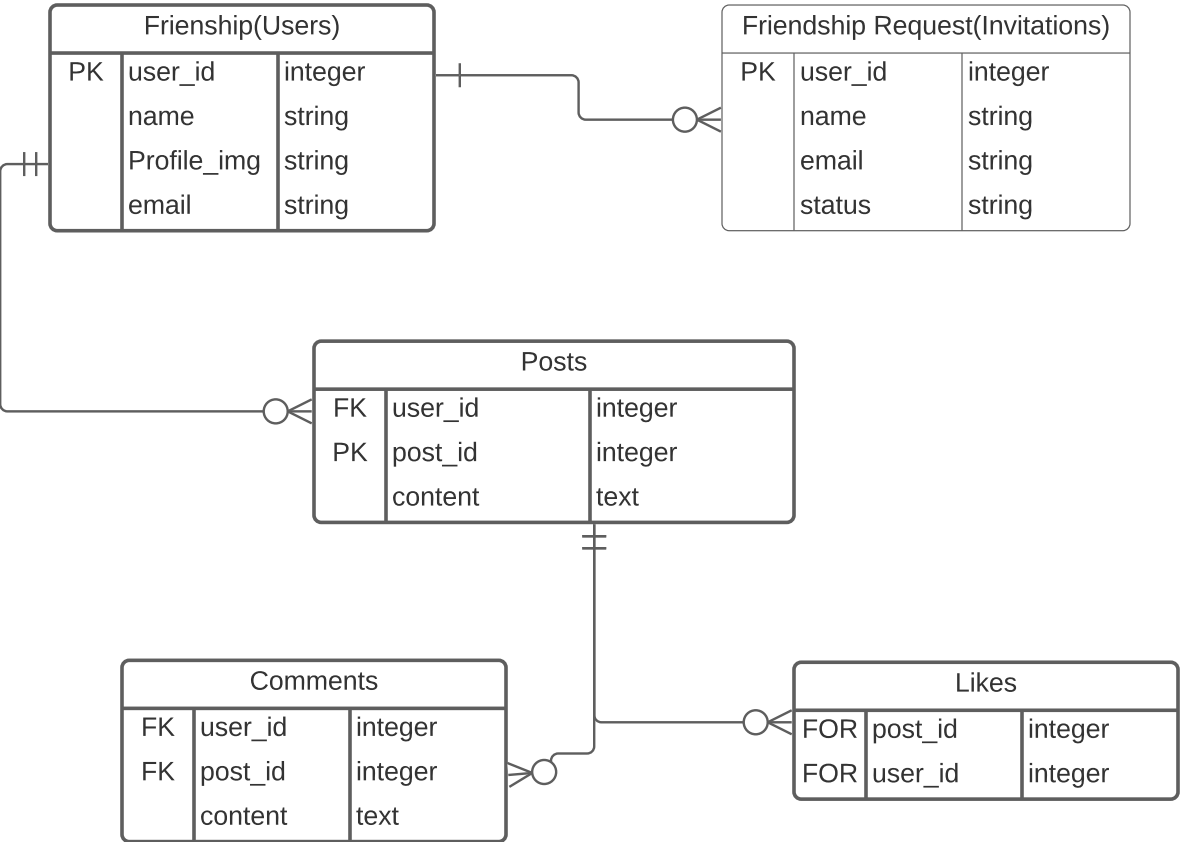 Frienship(Users)
PK user_id integer
name string
Profile_img string
email string
Friendship Request(Invitations)
PK user_id integer
name string
email string
status string
Posts
FK user_id integer
PK post_id integer
content text
Comments
FK user_id integer
FK post_id integer
content text
Likes
FOR post_id integer
FOR user_id integer